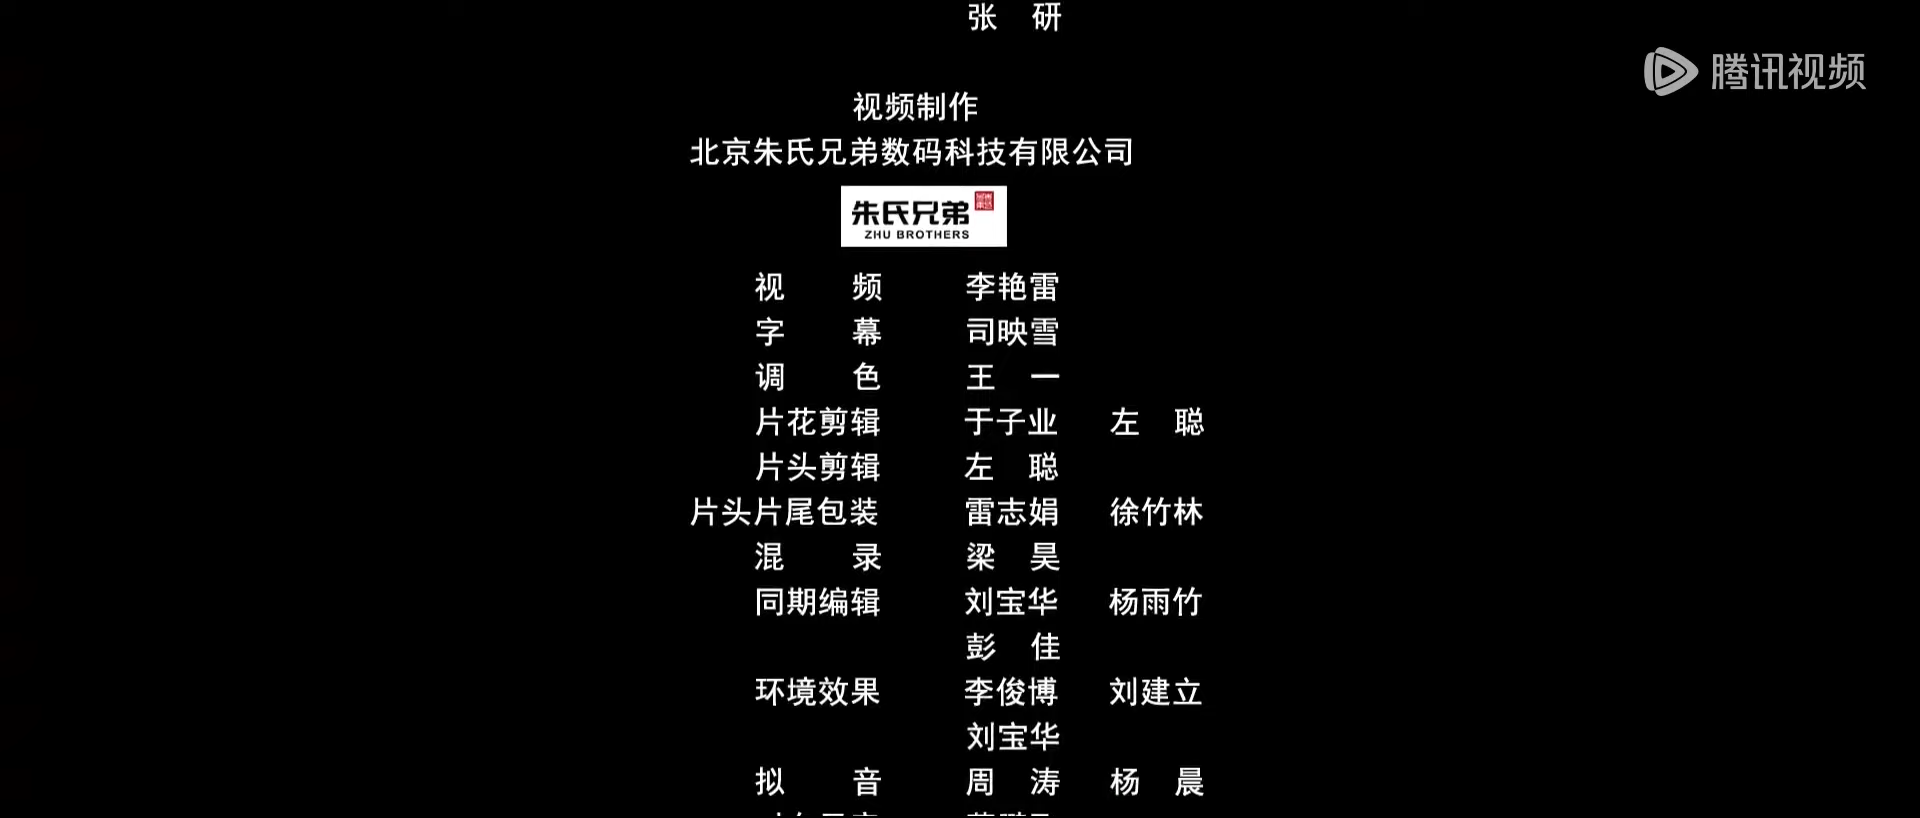 张 研
腾讯视频
视频制作
北京朱氏兄弟数码科技有限公司
朱氏兄弟
ZHU BROTHERS
视 频 李艳雷
字 幕 司映雪
调 色 王 一
片花剪辑 于子业 左 聪
片头剪辑 左 聪
片头片尾包装 雷志娟 徐竹林
混 录 梁 昊
同期编辑 刘宝华 杨雨竹
彭 佳
环境效果 李俊博 刘建立
刘宝华
拟 音 周 涛 杨 晨